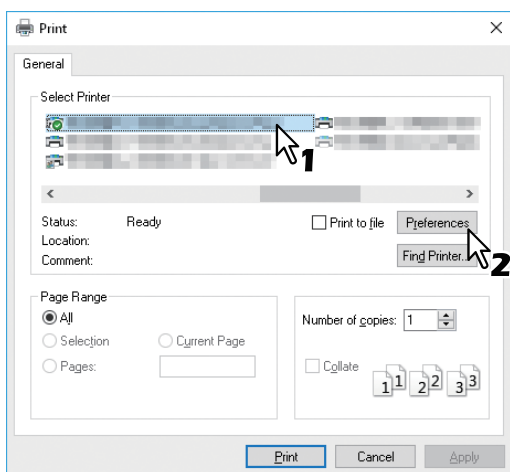 Print
General
Select Printer
1
Status: Ready
Print to file
Preferences
Location:
Comment:
Find Printer...
2
Page Range
All
Selection
Current Page
Pages:
Number of copies: 1
Collate
1 1 2 2 3 3
Print
Cancel
Apply